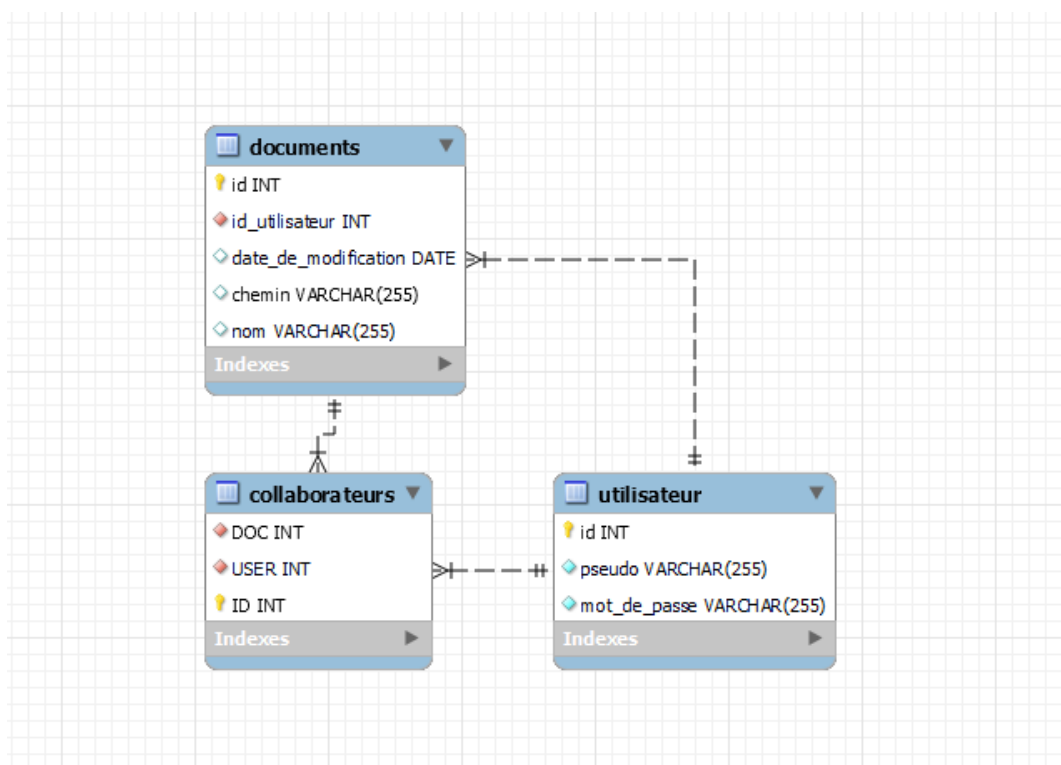 documents
id INT
id_utilisateur INT
date_de_modification DATE
chemin VARCHAR(255)
nom VARCHAR(255)
Indexes
collaborateurs
DOC INT
USER INT
ID INT
Indexes
utilisateur
id INT
pseudo VARCHAR(255)
mot_de_passe VARCHAR(255)
Indexes